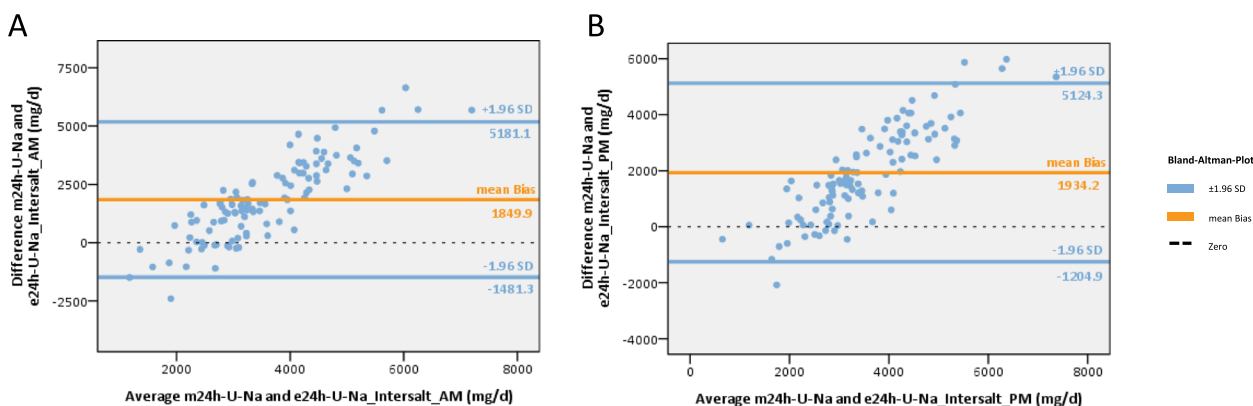 A
Difference m24h-U-Na and
e24h-U-Na_Intersalt_AM (mg/d)
7500
5000
2500
0
-2500
+1.96 SD
5181.1
mean Bias
1849.9
-1.96 SD
-1481.3
2000
4000
6000
8000
Average m24h-U-Na and e24h-U-Na_Intersalt_AM (mg/d)
B
Difference m24h-U-Na and
e24h-U-Na_Intersalt_PM (mg/d)
6000
4000
2000
0
-2000
-4000
+1.96 SD
5124.3
mean Bias
1934.2
-1.96 SD
-1204.9
0
2000
4000
6000
8000
Average m24h-U-Na and e24h-U-Na_Intersalt_PM (mg/d)
Bland-Altman-Plot
±1.96 SD
mean Bias
Zero